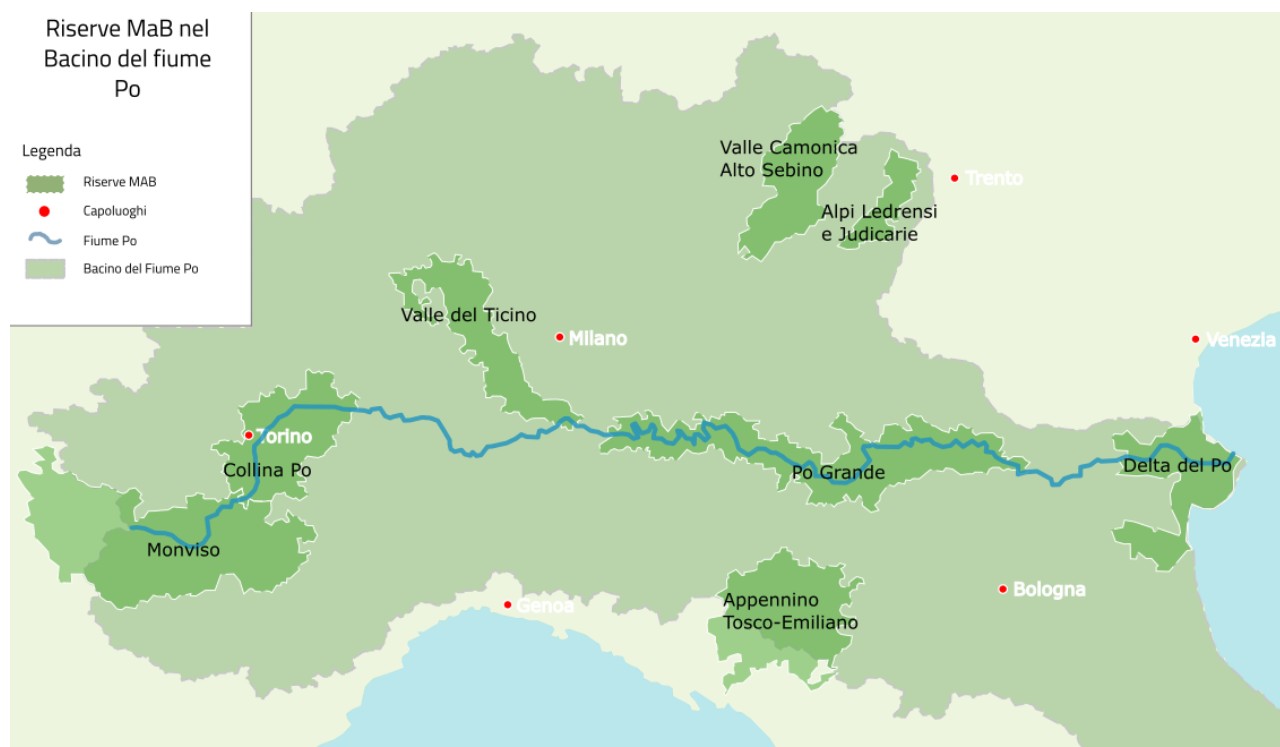 Riserve MaB nel
Bacino del fiume
Po
Legenda
Riserve MAB
Capoluoghi
Fiume Po
Bacino del Fiume Po
Valle Camonica
Alto Sebino
Trento
Alpi Ledrensi
e Judicarie
Valle del Ticino
Milano
Venezia
Torino
Collina Po
Po Grande
Delta del Po
Monviso
Bologna
Genoa
Appennino
Tosco-Emiliano